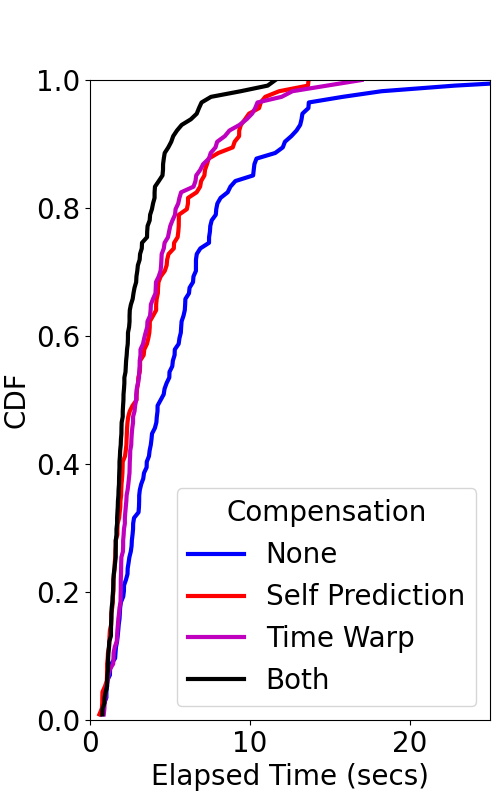 1.0
0.8
0.6
0.4
0.2
0.0
CDF
Compensation
None
Self Prediction
Time Warp
Both
0 10 20
Elapsed Time (secs)